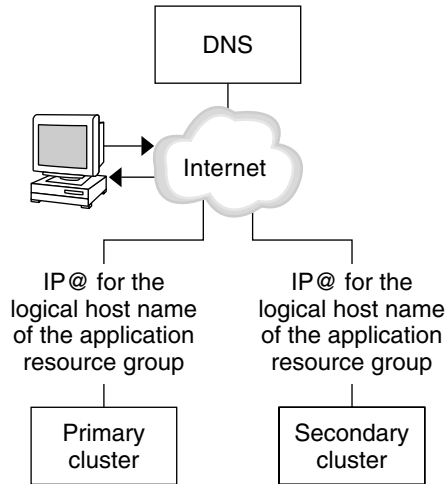 DNS
Internet
IP@ for the
logical host name
of the application
resource group
IP@ for the
logical host name
of the application
resource group
Primary
cluster
Secondary
cluster